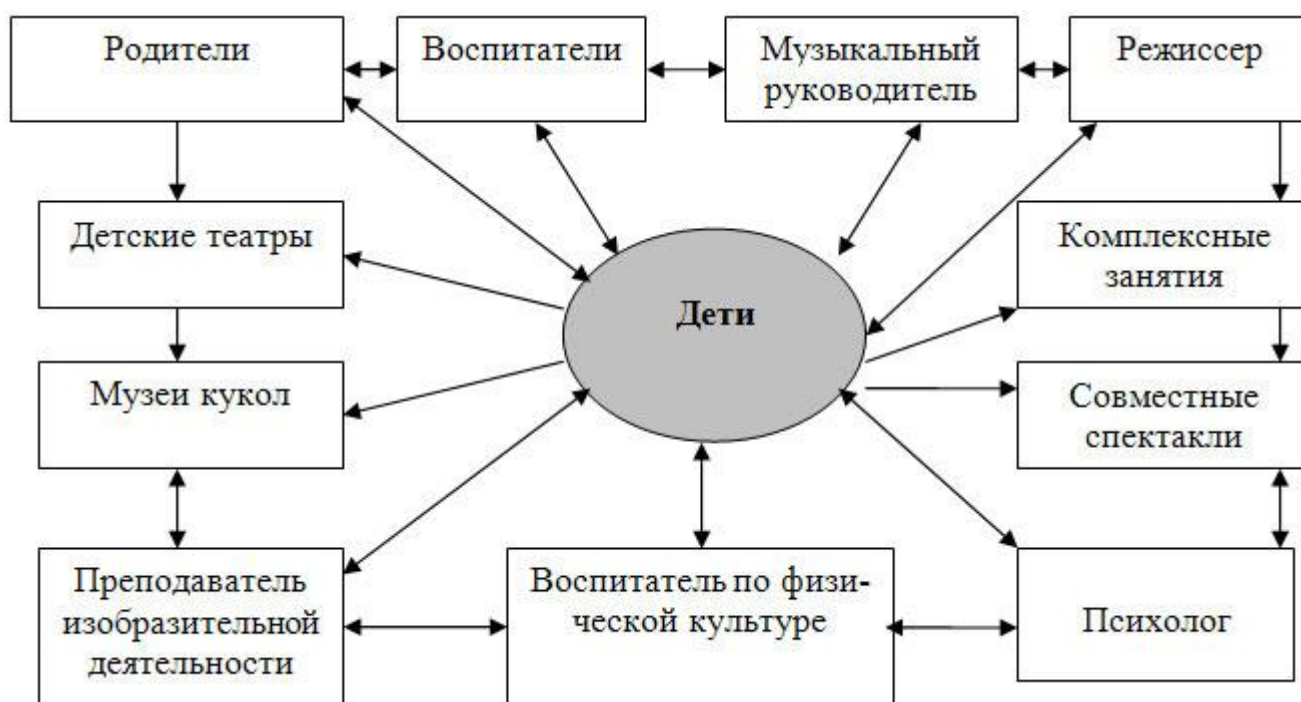 Родители
Воспитатели
Музыкальный
руководитель
Режиссер
Детские театры
Дети
Комплексные
занятия
Музеи кукол
Совместные
спектакли
Преподаватель
изобразительной
деятельности
Воспитатель по физи-
ческой культуре
Психолог